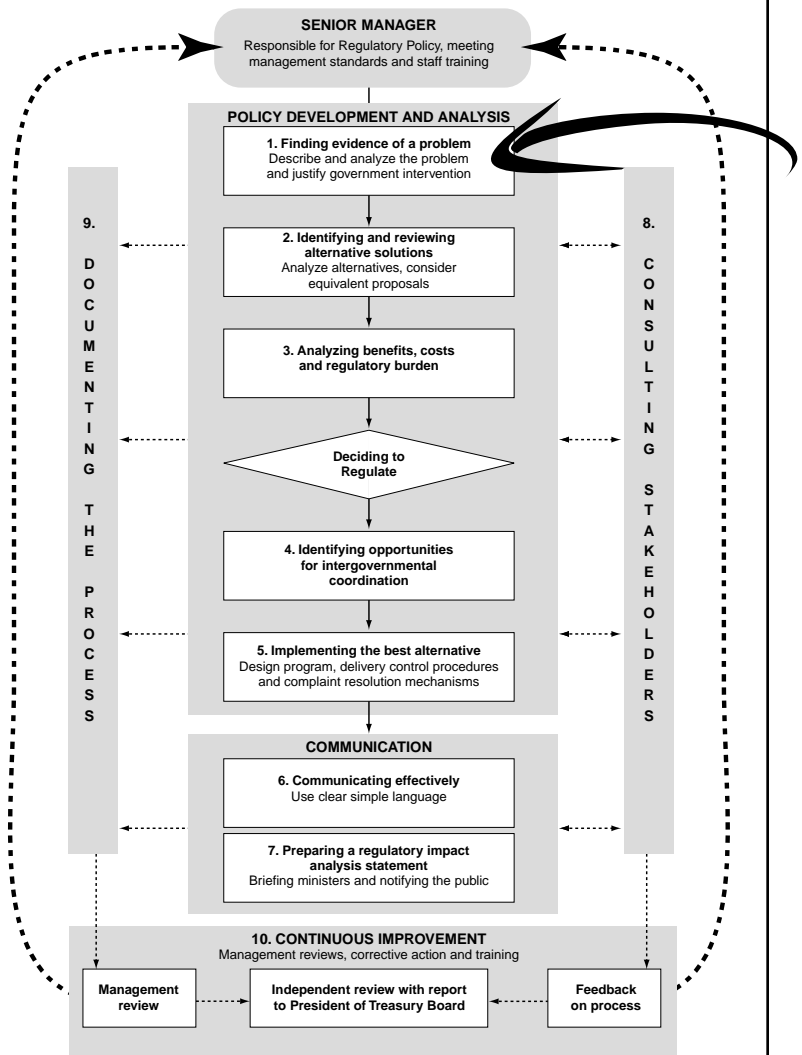 SENIOR MANAGER
Responsible for Regulatory Policy, meeting
management standards and staff training
POLICY DEVELOPMENT AND ANALYSIS
1. Finding evidence of a problem
Describe and analyze the problem
and justify government intervention
9.
D
O
C
U
M
E
N
T
I
N
G
T
H
E
P
R
O
C
E
S
S
2. Identifying and reviewing
alternative solutions
Analyze alternatives, consider
equivalent proposals
3. Analyzing benefits, costs
and regulatory burden
Deciding to
Regulate
4. Identifying opportunities
for intergovernmental
coordination
5. Implementing the best alternative
Design program, delivery control procedures
and complaint resolution mechanisms
8.
C
O
N
S
U
L
T
I
N
G
S
T
A
K
E
H
O
L
D
E
R
S
COMMUNICATION
6. Communicating effectively
Use clear simple language
7. Preparing a regulatory impact
analysis statement
Briefing ministers and notifying the public
10. CONTINUOUS IMPROVEMENT
Management reviews, corrective action and training
Management
review
Independent review with report
to President of Treasury Board
Feedback
on process